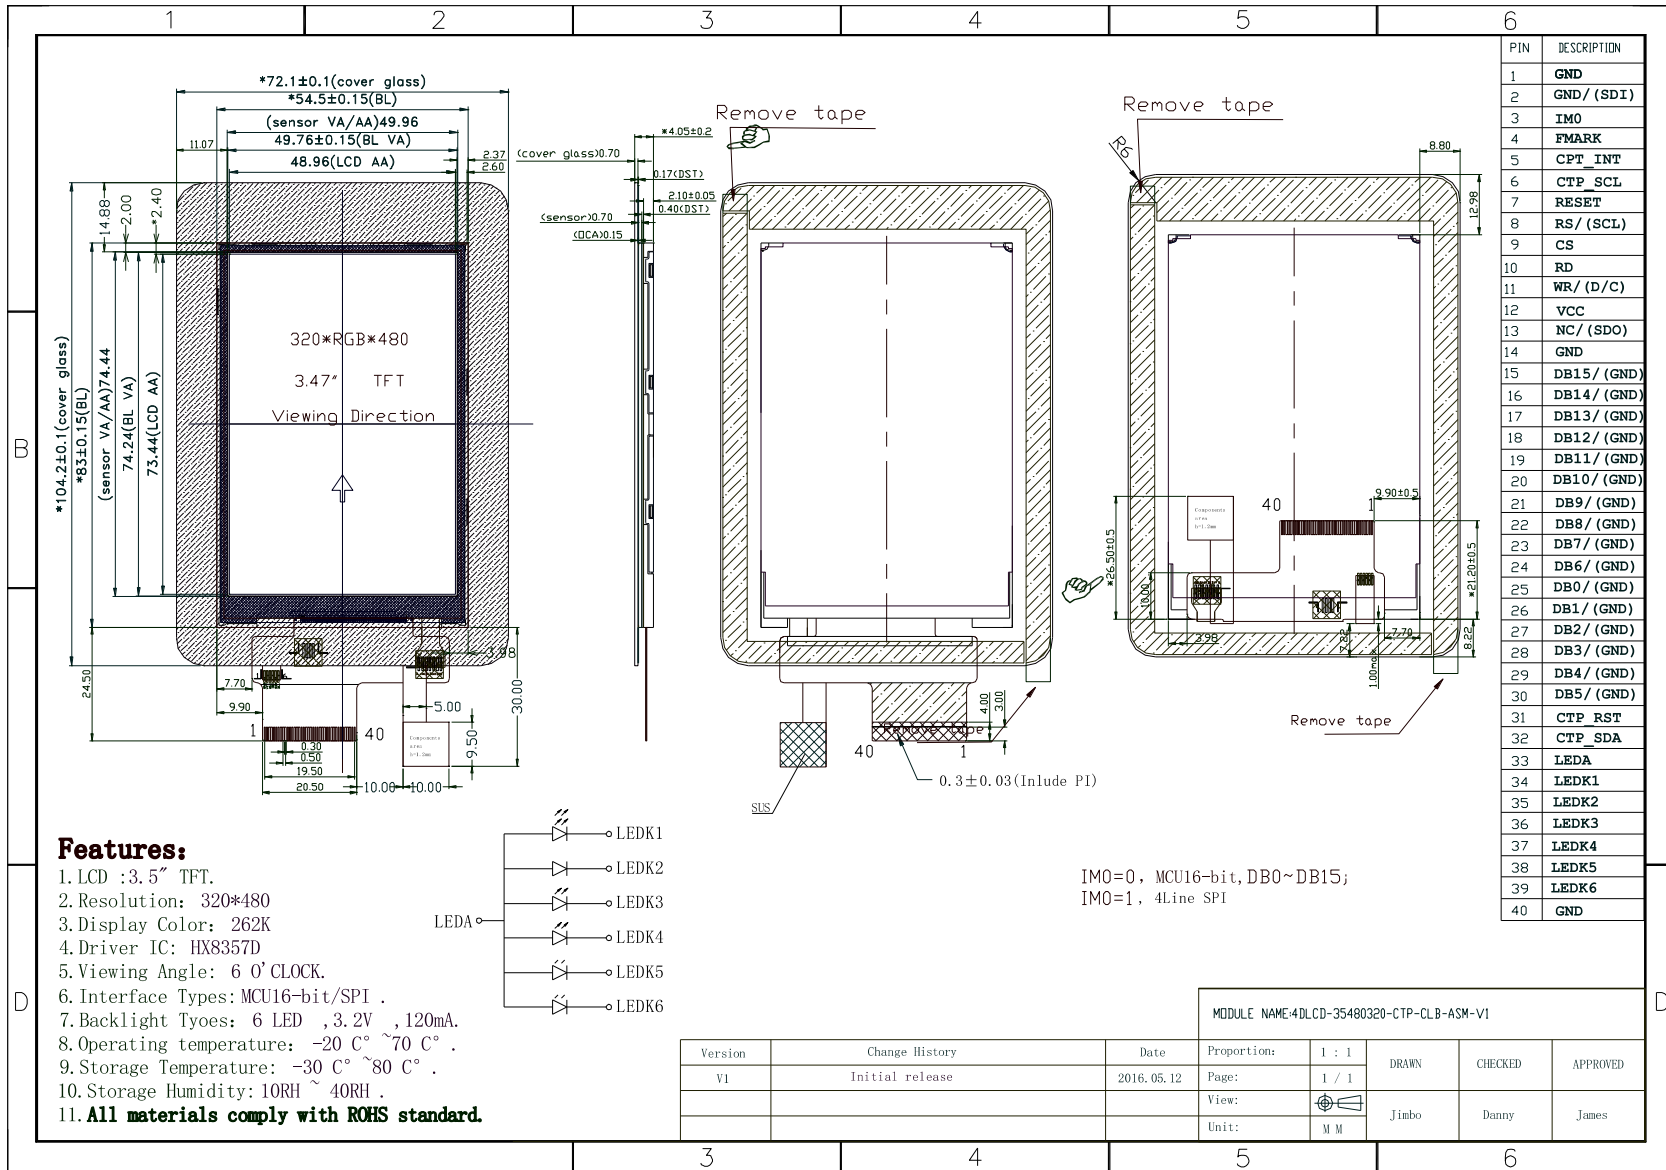 1 2 3 4 5 6
B
D
D
*72.1±0.1(cover glass)
*54.5±0.15(BL)
(sensor VA/AA)49.96
49.76±0.15(BL VA)
48.96(LCD AA)
11.07
2.37
2.60
14.88
2.00
*2.40
*104.2±0.1(cover glass)
*83±0.15(BL)
(sensor VA/AA)74.44
74.24(BL VA)
73.44(LCD AA)
320*RGB*480
3.47" TFT
Viewing Direction
24.50
7.70
9.90
1
40
0.30
0.50
19.50
20.50
10.00
10.00
3.98
5.00
9.50
30.00
Components
area
h=1.2mm
*4.05±0.2
(cover glass)0.70
0.17(DST)
2.10±0.05
0.40(DST)
(sensor)0.70
(OCA)0.15
Remove tape
4.00
3.00
Remove tape
40
1
0.3±0.03(Inlude PI)
SUS
Remove tape
R6
8.80
12.98
9.90±0.5
40
1
Components
area
h=1.2mm
*26.50±0.5
10.00
*21.20±0.5
3.98
7.22
7.70
8.22
1.00max
Remove tape
PIN DESCRIPTION
1 GND
2 GND/(SDI)
3 IM0
4 FMARK
5 CPT_INT
6 CTP_SCL
7 RESET
8 RS/(SCL)
9 CS
10 RD
11 WR/(D/C)
12 VCC
13 NC/(SDO)
14 GND
15 DB15/(GND)
16 DB14/(GND)
17 DB13/(GND)
18 DB12/(GND)
19 DB11/(GND)
20 DB10/(GND)
21 DB9/(GND)
22 DB8/(GND)
23 DB7/(GND)
24 DB6/(GND)
25 DB0/(GND)
26 DB1/(GND)
27 DB2/(GND)
28 DB3/(GND)
29 DB4/(GND)
30 DB5/(GND)
31 CTP_RST
32 CTP_SDA
33 LEDA
34 LEDK1
35 LEDK2
36 LEDK3
37 LEDK4
38 LEDK5
39 LEDK6
40 GND
Features:
1. LCD :3.5" TFT.
2. Resolution: 320*480
3. Display Color: 262K
4. Driver IC: HX8357D
5. Viewing Angle: 6 O'CLOCK.
6. Interface Types: MCU16-bit/SPI .
7. Backlight Tyoes: 6 LED ,3.2V ,120mA.
8. Operating temperature: -20 C° ~70 C° .
9. Storage Temperature: -30 C° ~80 C° .
10. Storage Humidity: 10RH ~ 40RH .
11. All materials comply with ROHS standard.
LEDA
LEDK1
LEDK2
LEDK3
LEDK4
LEDK5
LEDK6
IM0=0, MCU16-bit,DB0~DB15;
IM0=1, 4Line SPI
MODULE NAME:4DLCD-35480320-CTP-CLB-ASM-V1
Version Change History Date
V1 Initial release 2016.05.12
Proportion: 1 : 1
Page: 1 / 1
View:
Unit: M M
DRAWN CHECKED APPROVED
Jimbo Danny James
3 4 5 6